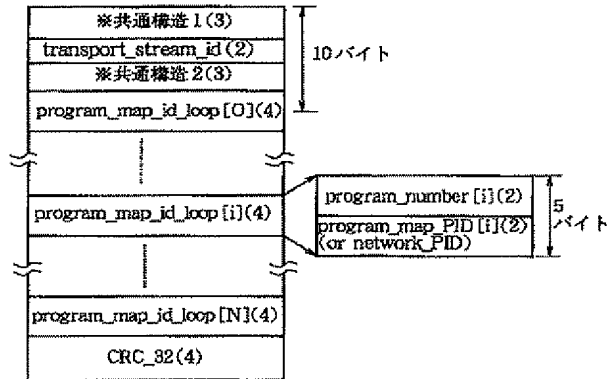 ※共通構造1(3)
transport_stream_id(2)
※共通構造2(3)
program_map_id_loop[0](4)
10バイト
program_map_id_loop[i](4)
program_number[i](2)
program_map_PID[i](2)
(or network_PID)
5
バイト
program_map_id_loop[N](4)
CRC_32(4)